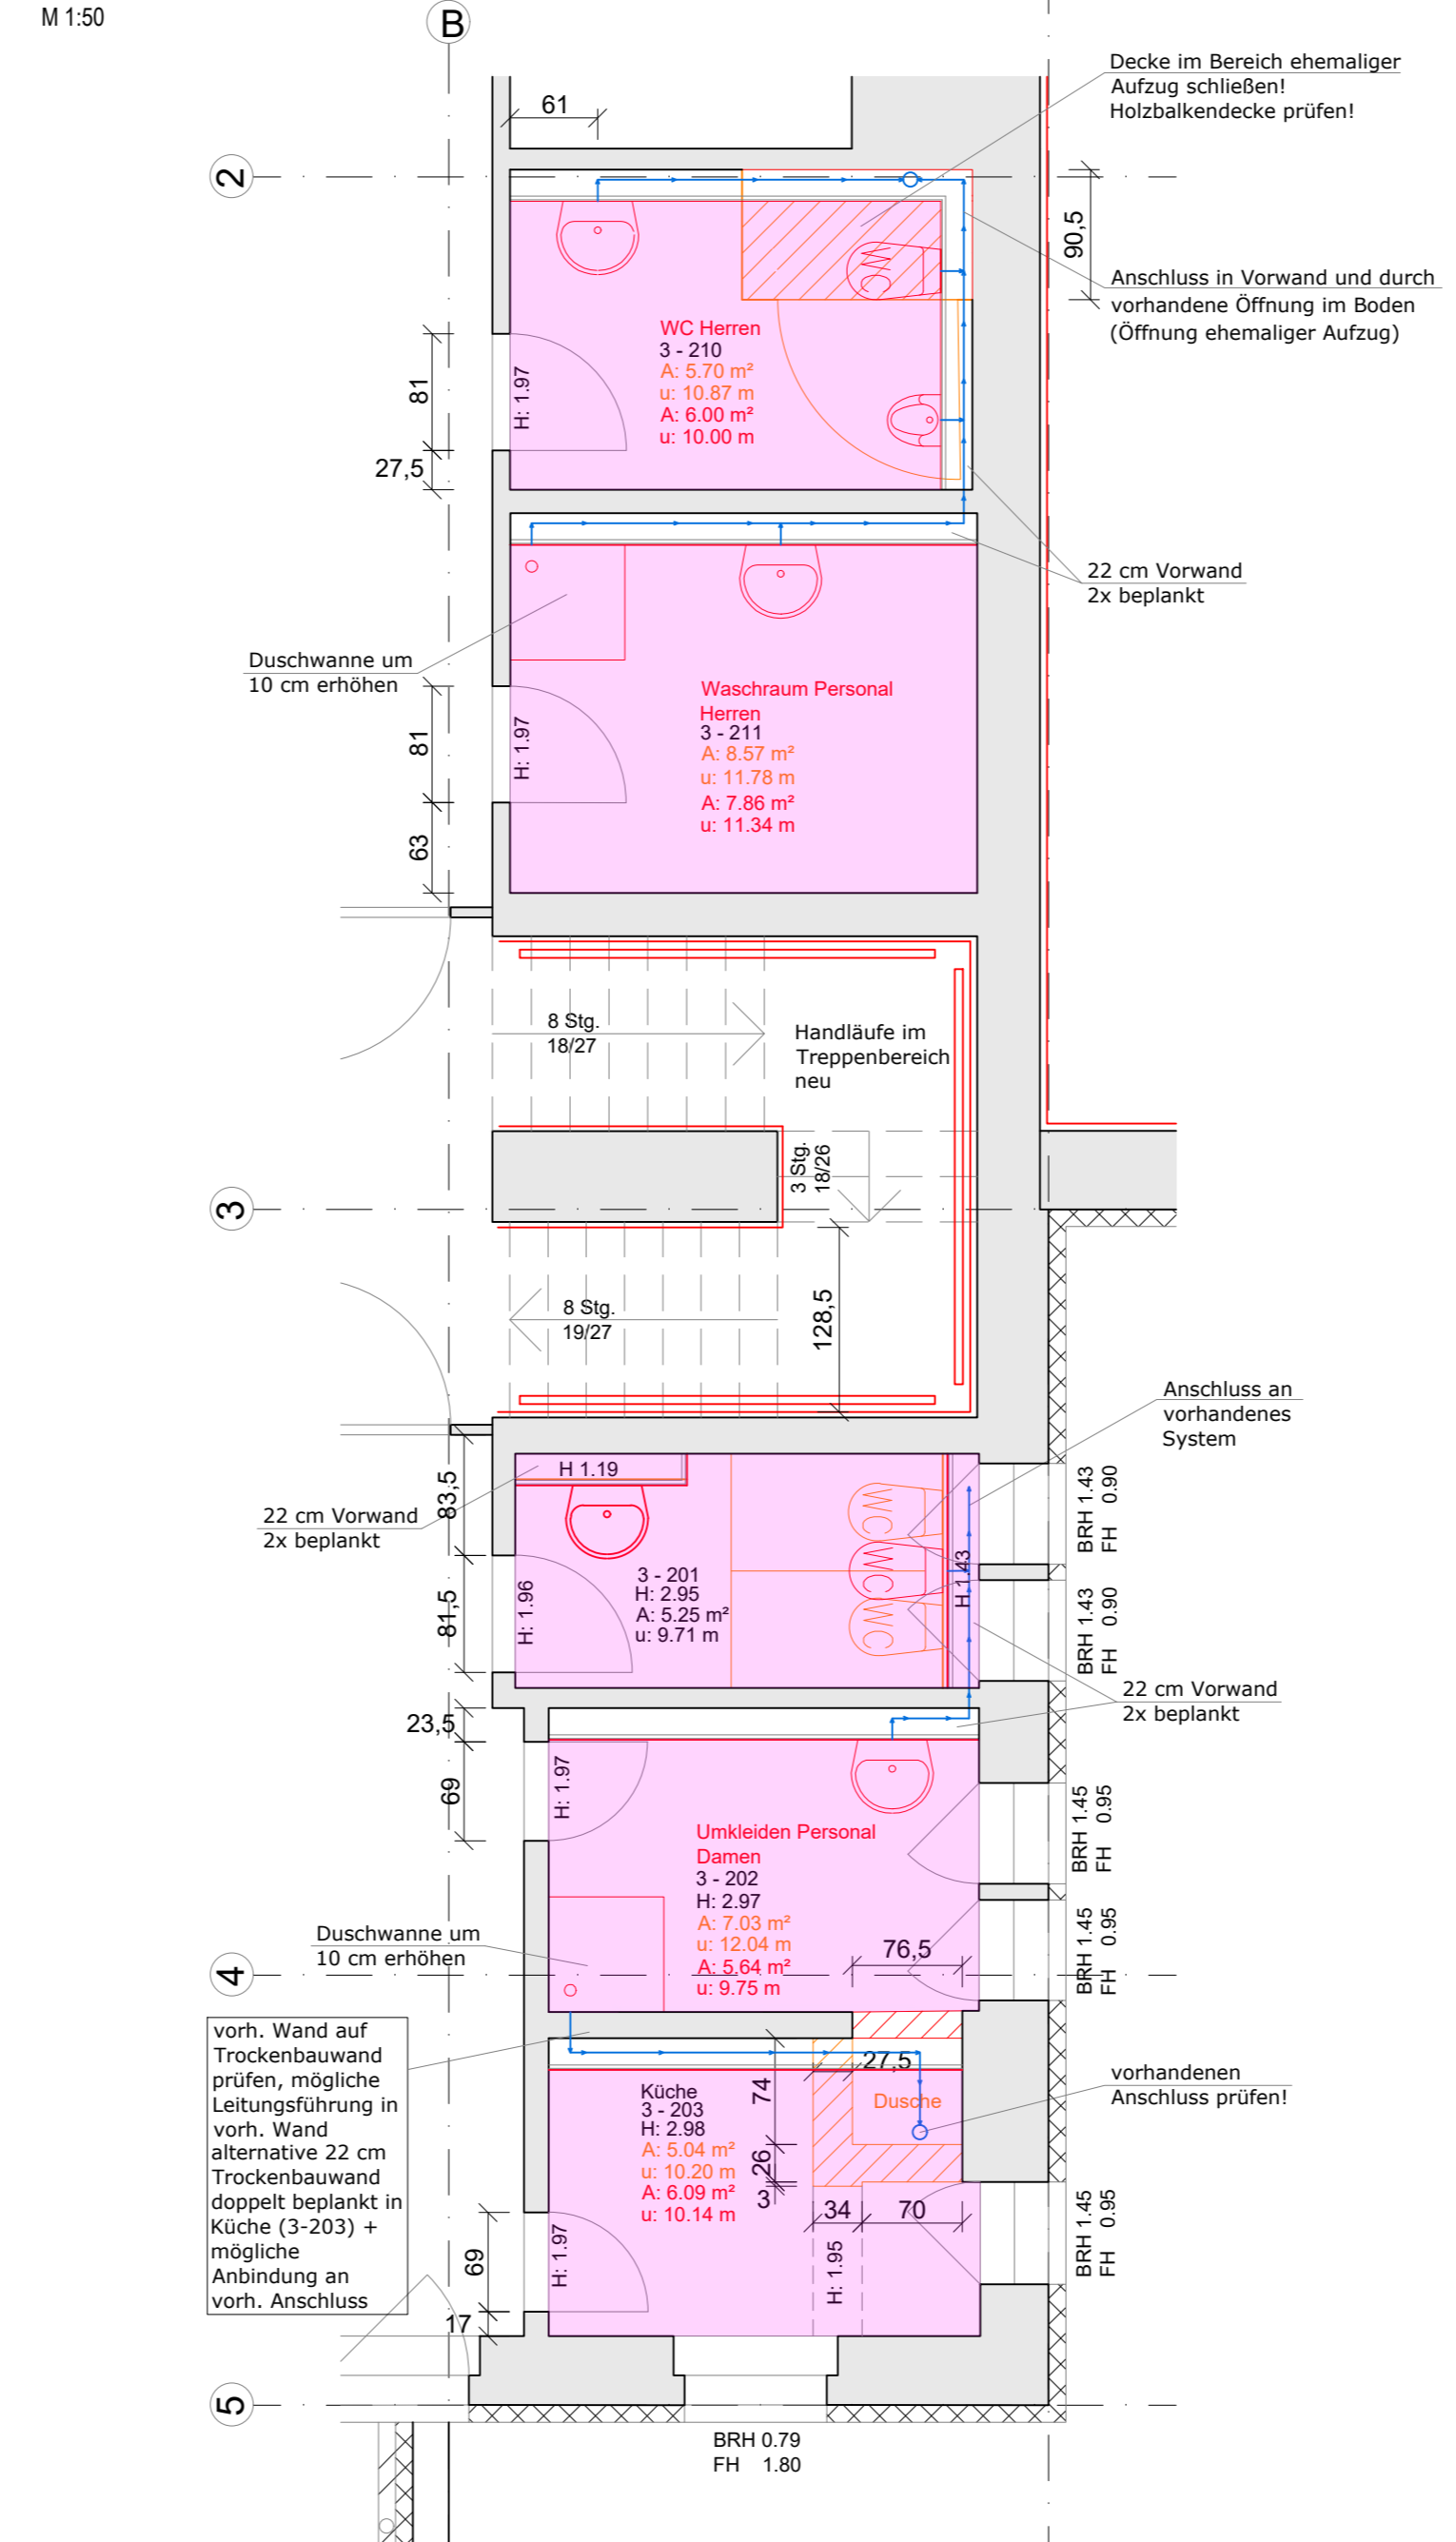 M 1:50
B
61
Decke im Bereich ehemaliger
Aufzug schließen!
Holzbalkendecke prüfen!
2
90,5
WC
Anschluss in Vorwand und durch
vorhandene Öffnung im Boden
(Öffnung ehemaliger Aufzug)
WC Herren
3 - 210
A: 5.70 m²
u: 10.87 m
A: 6.00 m²
u: 10.00 m
81
H: 1.97
27,5
22 cm Vorwand
2x beplankt
Duschwanne um
10 cm erhöhen
Waschraum Personal
Herren
3 - 211
A: 8.57 m²
u: 11.78 m
A: 7.86 m²
u: 11.34 m
81
H: 1.97
63
8 Stg.
18/27
Handläufe im
Treppenbereich
neu
3 Stg.
18/26
3
8 Stg.
19/27
128,5
Anschluss an
vorhandenes
System
H 1.19
83,5
22 cm Vorwand
2x beplankt
WC
WC
WC
H 1.43
BRH 1.43
FH 0.90
3 - 201
H: 2.95
A: 5.25 m²
u: 9.71 m
81,5
H: 1.96
BRH 1.43
FH 0.90
22 cm Vorwand
2x beplankt
23,5
69
H: 1.97
BRH 1.45
FH 0.95
Umkleiden Personal
Damen
3 - 202
H: 2.97
A: 7.03 m²
u: 12.04 m
A: 5.64 m²
u: 9.75 m
Duschwanne um
10 cm erhöhen
76,5
BRH 1.45
FH 0.95
4
vorh. Wand auf
Trockenbauwand
prüfen, mögliche
Leitungsführung in
vorh. Wand
alternative 22 cm
Trockenbauwand
doppelt beplankt in
Küche (3-203) +
mögliche
Anbindung an
vorh. Anschluss
27,5
74
Dusche
vorhandenen
Anschluss prüfen!
Küche
3 - 203
H: 2.98
A: 5.04 m²
u: 10.20 m
A: 6.09 m²
u: 10.14 m
26
3
34
70
H: 1.95
BRH 1.45
FH 0.95
69
H: 1.97
17
5
BRH 0.79
FH 1.80